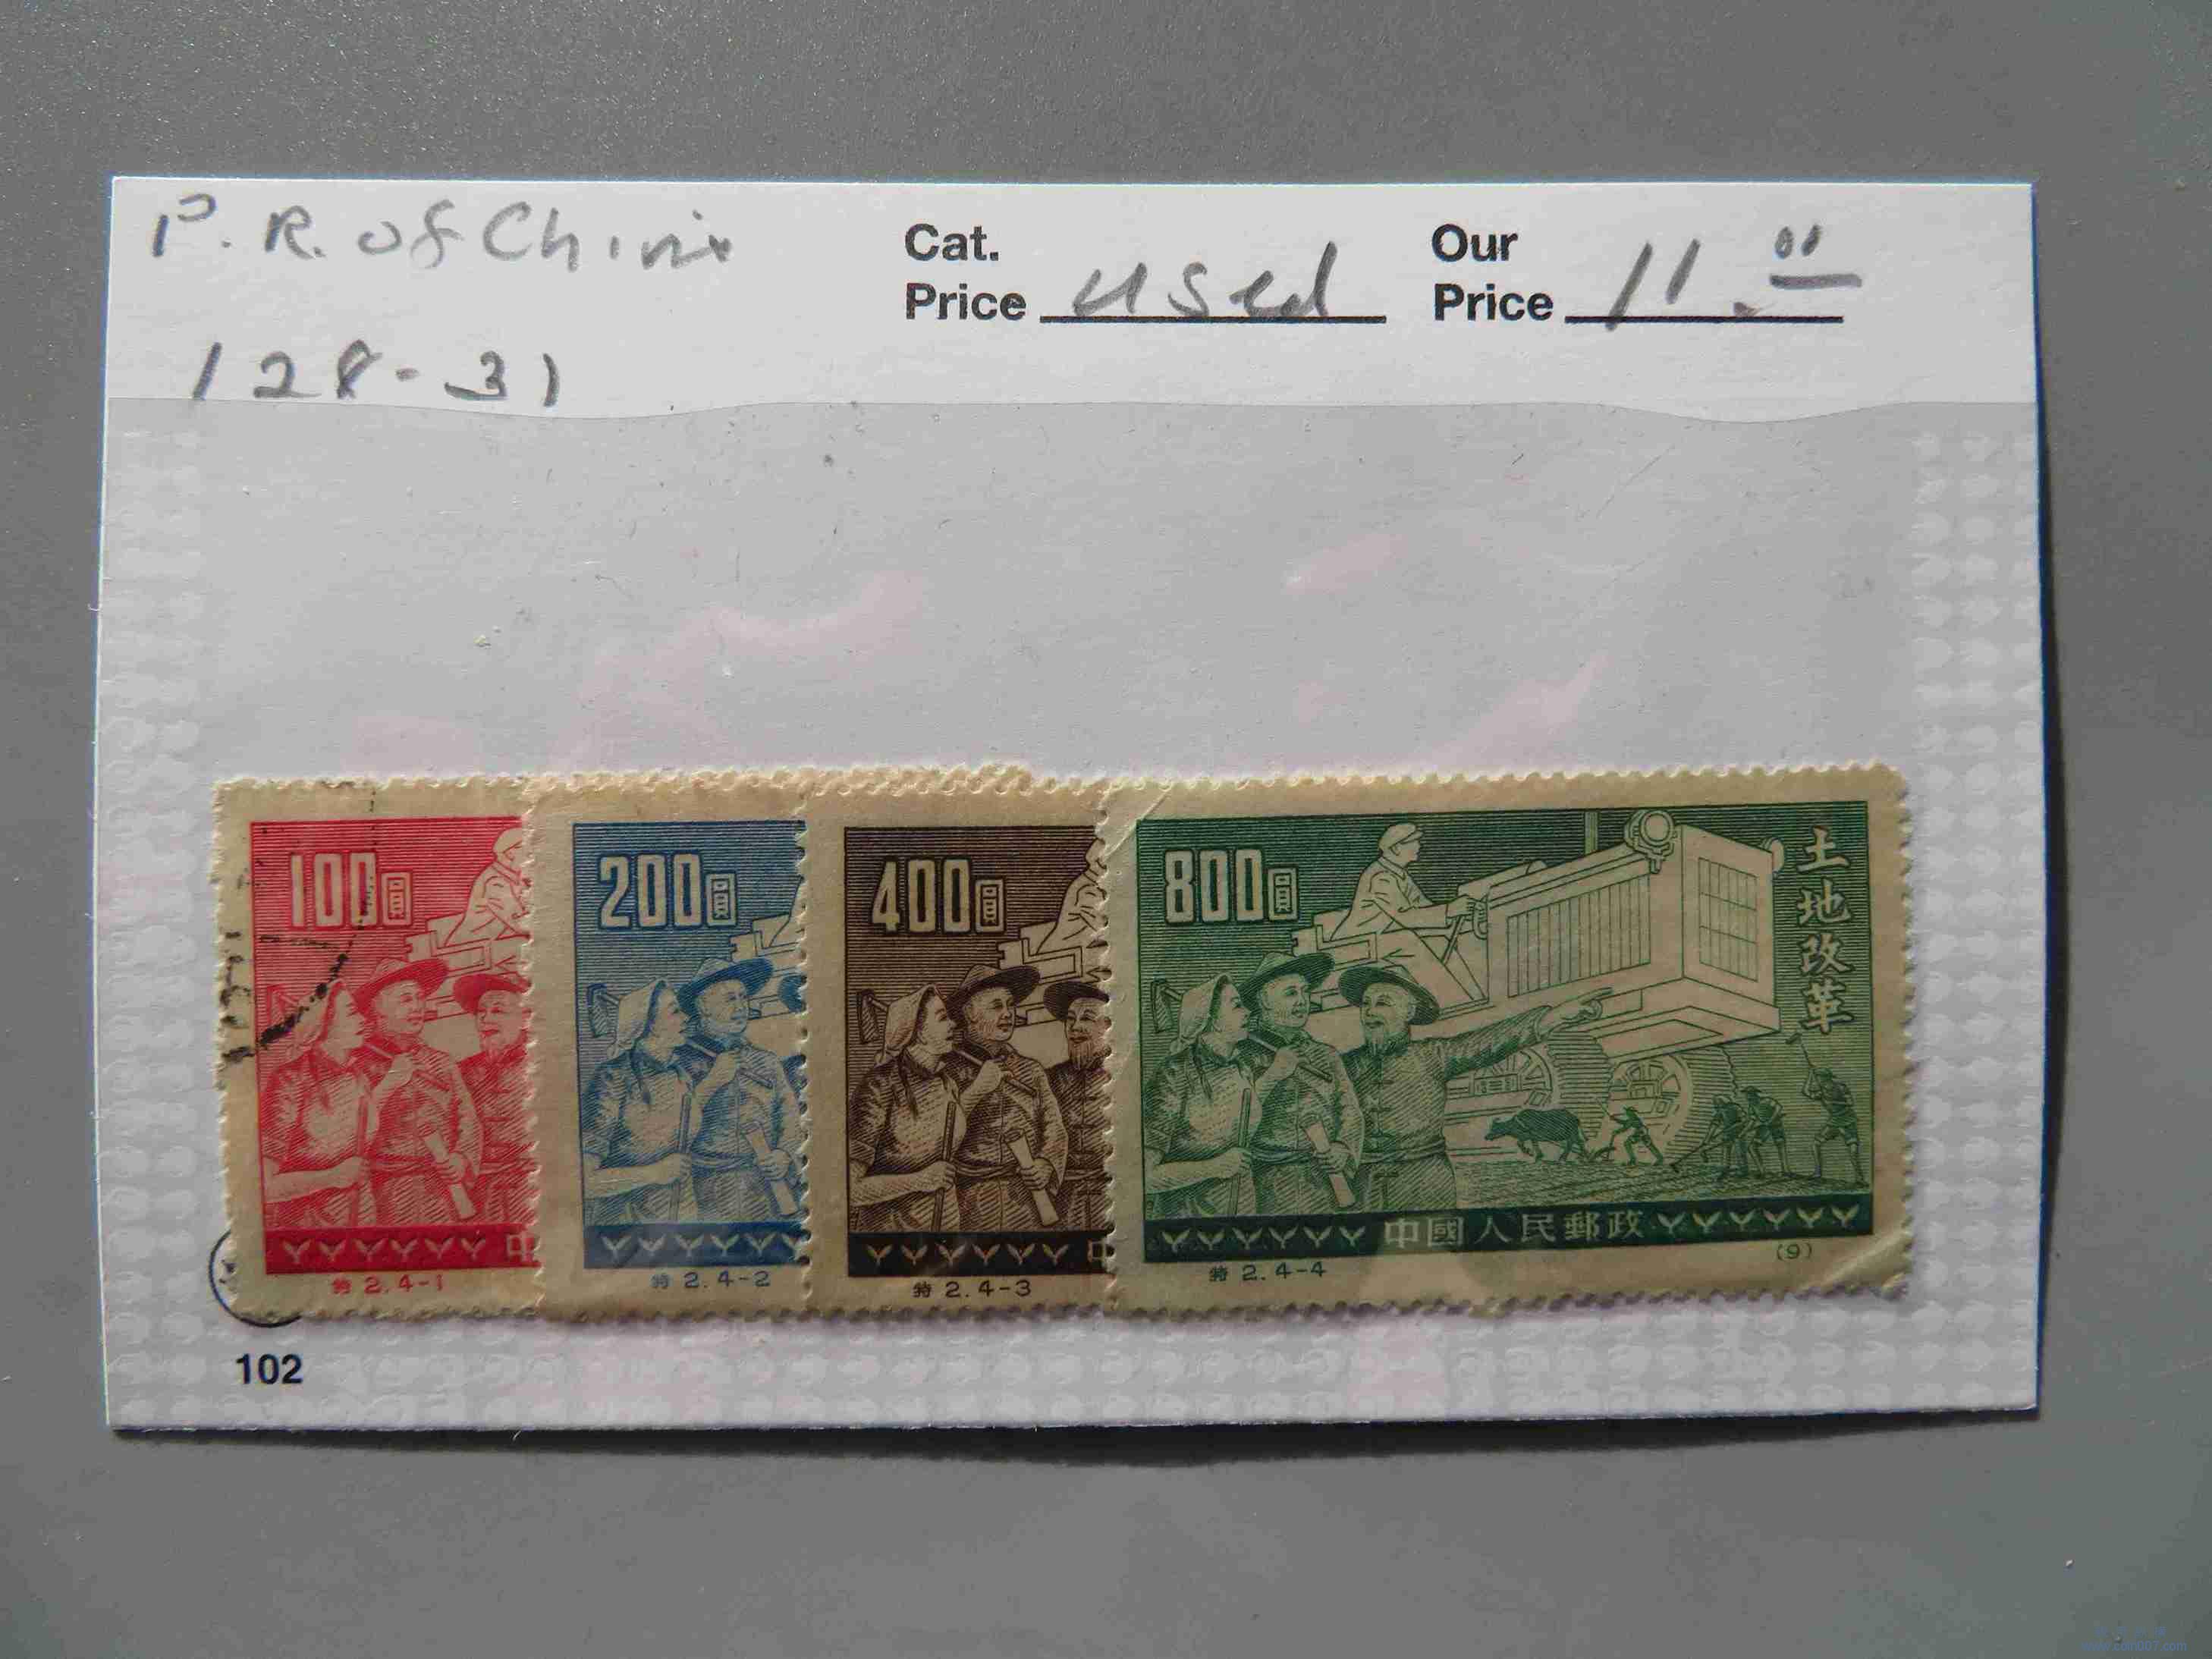 P. R. of China
Cat. Price used
Our Price 11.00
128-31
100圓
200圓
400圓
800圓
土地改革
中
中
中國人民郵政
特 2. 4-1
特 2. 4-2
特 2. 4-3
特 2. 4-4
(9)
102
www.coin007.com